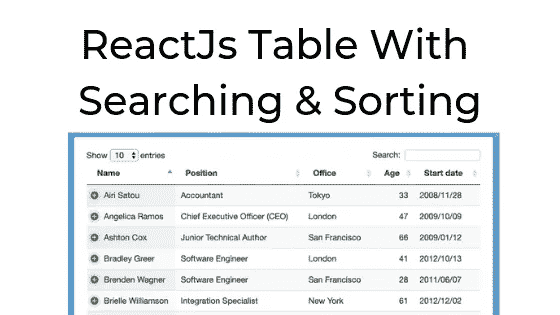 ReactJs Table With
Searching & Sorting
Show 10 entries Search:
Name Position Office Age Start date
Airi Satou Accountant Tokyo 33 2008/11/28
Angelica Ramos Chief Executive Officer (CEO) London 47 2009/10/09
Ashton Cox Junior Technical Author San Francisco 66 2009/01/12
Bradley Greer Software Engineer London 41 2012/10/13
Brenden Wagner Software Engineer San Francisco 28 2011/06/07
Brielle Williamson Integration Specialist New York 61 2012/12/02